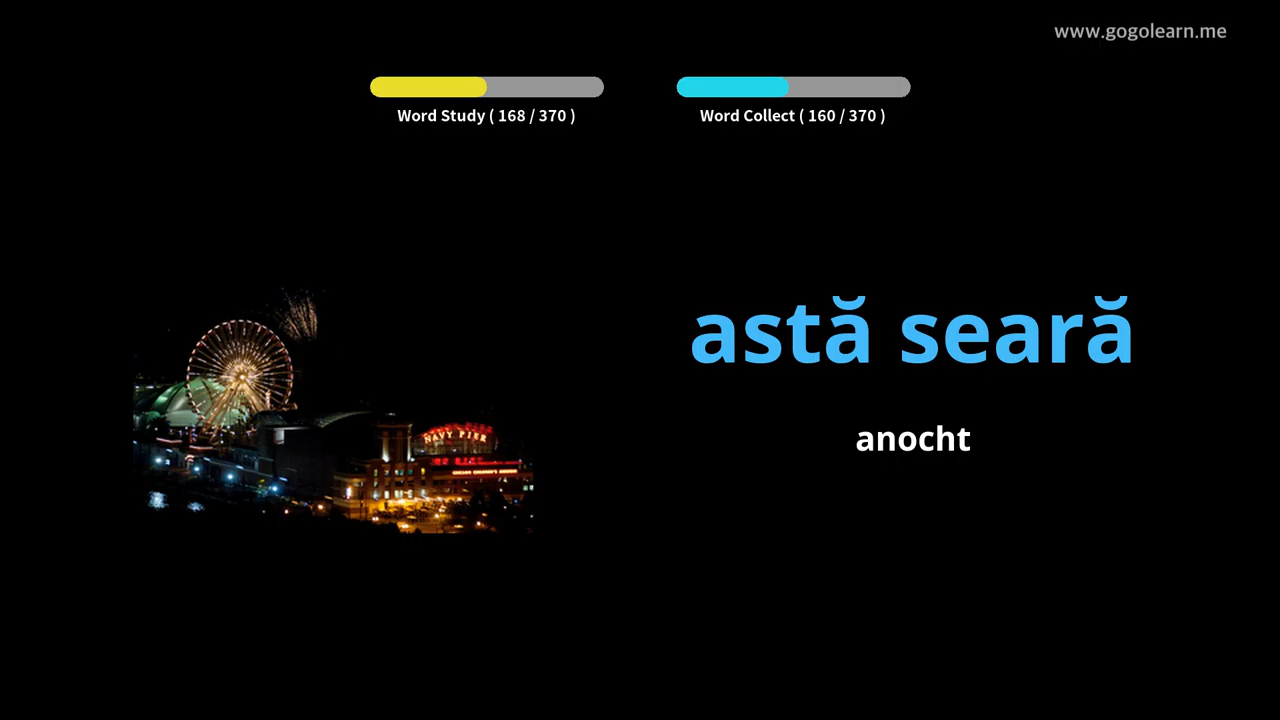 www.gogolearn.me
Word Study ( 168 / 370 )
Word Collect ( 160 / 370 )
astă seară
anocht
NAVY PIER